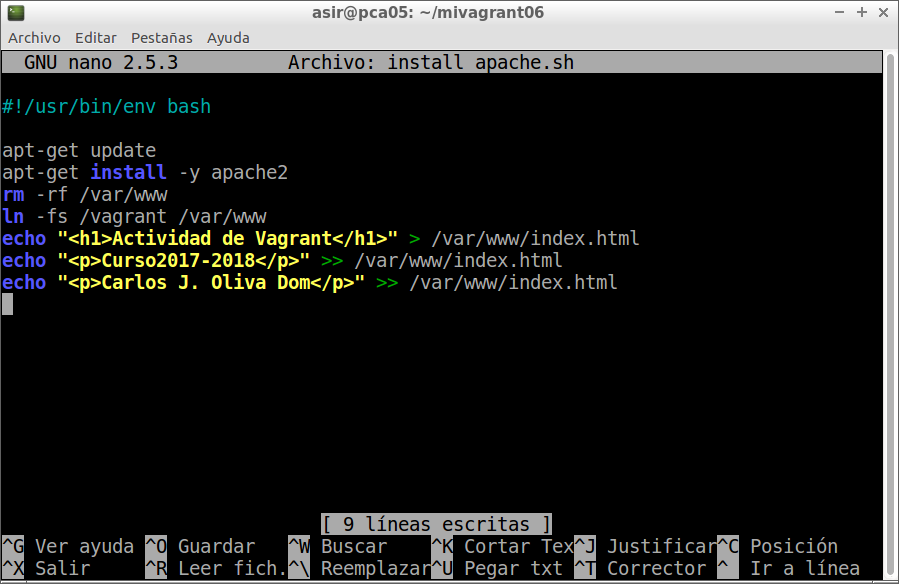 asir@pca05: ~/mivagrant06
Archivo Editar Pestañas Ayuda
GNU nano 2.5.3 Archivo: install apache.sh
#!/usr/bin/env bash
apt-get update
apt-get install -y apache2
rm -rf /var/www
ln -fs /vagrant /var/www
echo "<h1>Actividad de Vagrant</h1>" > /var/www/index.html
echo "<p>Curso2017-2018</p>" >> /var/www/index.html
echo "<p>Carlos J. Oliva Dom</p>" >> /var/www/index.html
[ 9 líneas escritas ]
^G Ver ayuda ^O Guardar ^W Buscar ^K Cortar Tex^J Justificar^C Posición
^X Salir ^R Leer fich.^\ Reemplazar^U Pegar txt ^T Corrector ^ Ir a línea